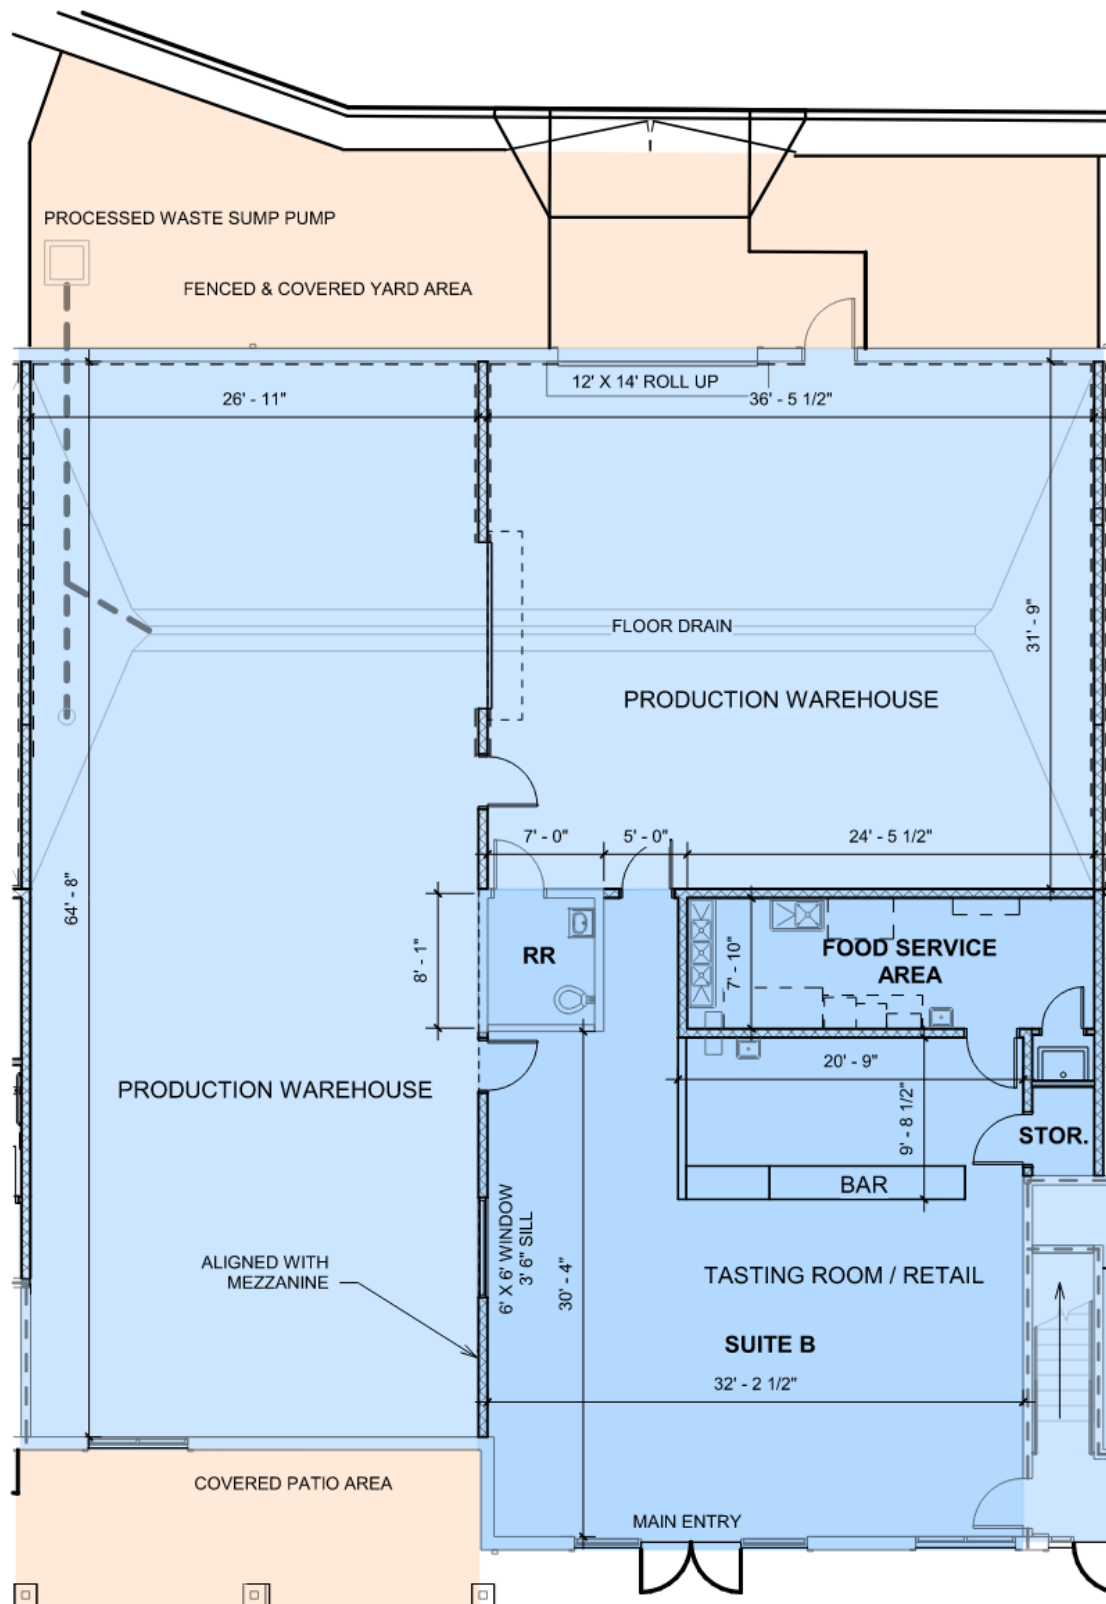 PROCESSED WASTE SUMP PUMP
FENCED & COVERED YARD AREA
12' X 14' ROLL UP
26' - 11"
36' - 5 1/2"
FLOOR DRAIN
31' - 9"
PRODUCTION WAREHOUSE
7' - 0"
5' - 0"
24' - 5 1/2"
64' - 8"
8' - 1"
RR
7' - 10"
FOOD SERVICE
AREA
20' - 9"
PRODUCTION WAREHOUSE
9' - 8 1/2"
STOR.
BAR
6' X 6' WINDOW
3' 6" SILL
30' - 4"
ALIGNED WITH
MEZZANINE
TASTING ROOM / RETAIL
SUITE B
32' - 2 1/2"
COVERED PATIO AREA
MAIN ENTRY